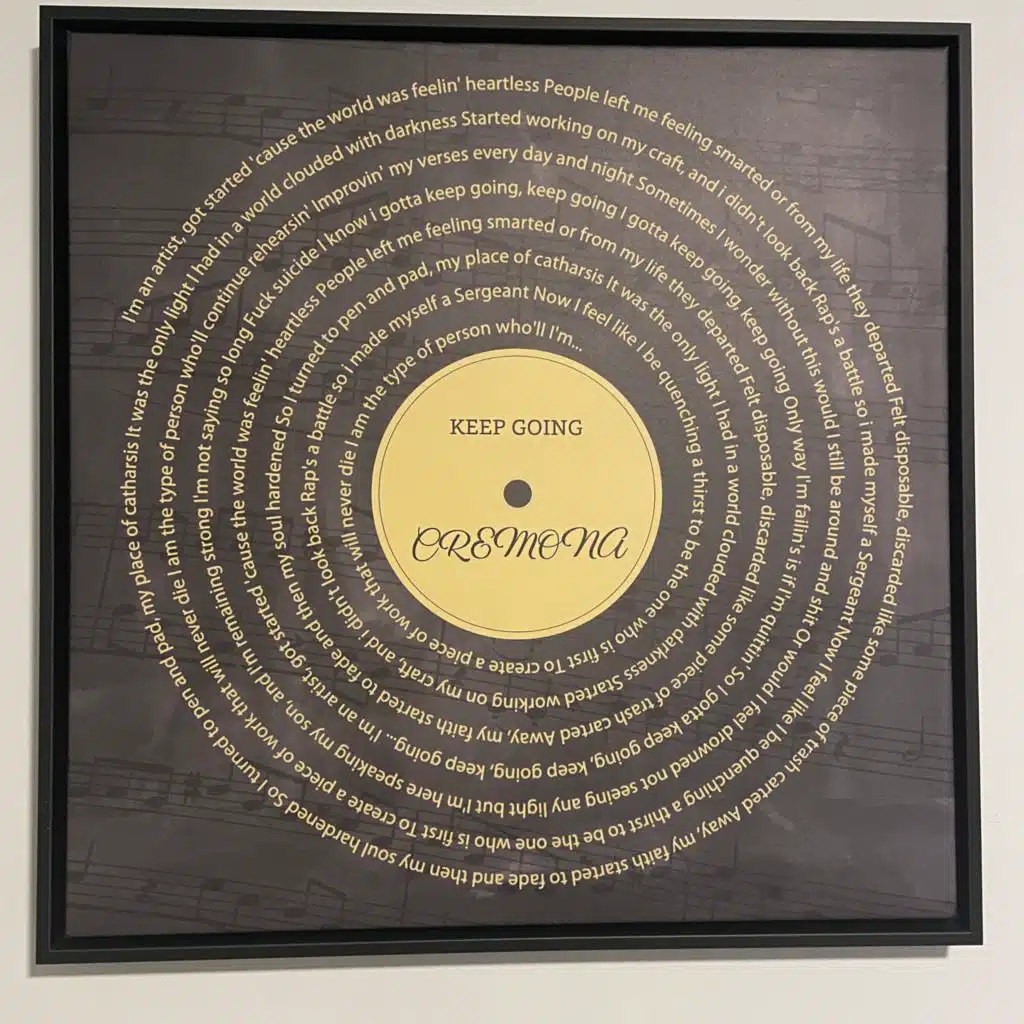 I'm an artist, got started 'cause the world was feelin' heartless People left me feeling smarted or from my life they departed Felt disposable, discarded like some piece of trash carted Away, my faith started to fade and then my soul hardened So I turned to pen and pad, my place of catharsis It was the only light I had in a world clouded with darkness Started working on my craft, and i didn't look back Rap's a battle so i made myself a Sergeant Now I feel like I be quenching a thirst to be the one who is first To create a piece of work that will never die I am the type of person who'll continue rehearsin' Improvin' my verses every day and night Sometimes I wonder without this would I still be around and shit Or would I feel drowned not seeing any light but I'm here speaking my son, and I'm remaining strong I'm not saying so long Fuck suicide I know i gotta keep going, keep going I gotta keep going, keep going Only way I'm failin's is if I'm quittin' So I gotta keep going, keep going, keep going... I'm an artist, got started 'cause the world was feelin' heartless People left me feeling smarted or from my life they departed Felt disposable, discarded like some piece of trash carted Away, my faith started to fade and then my soul hardened So I turned to pen and pad, my place of catharsis It was the only light I had in a world clouded with darkness Started working on my craft, and i didn't look back Rap's a battle so i made myself a Sergeant Now I feel like I be quenching a thirst to be the one who is first To create a piece of work that will never die I am the type of person who'll I'm...
KEEP GOING
CREMONA